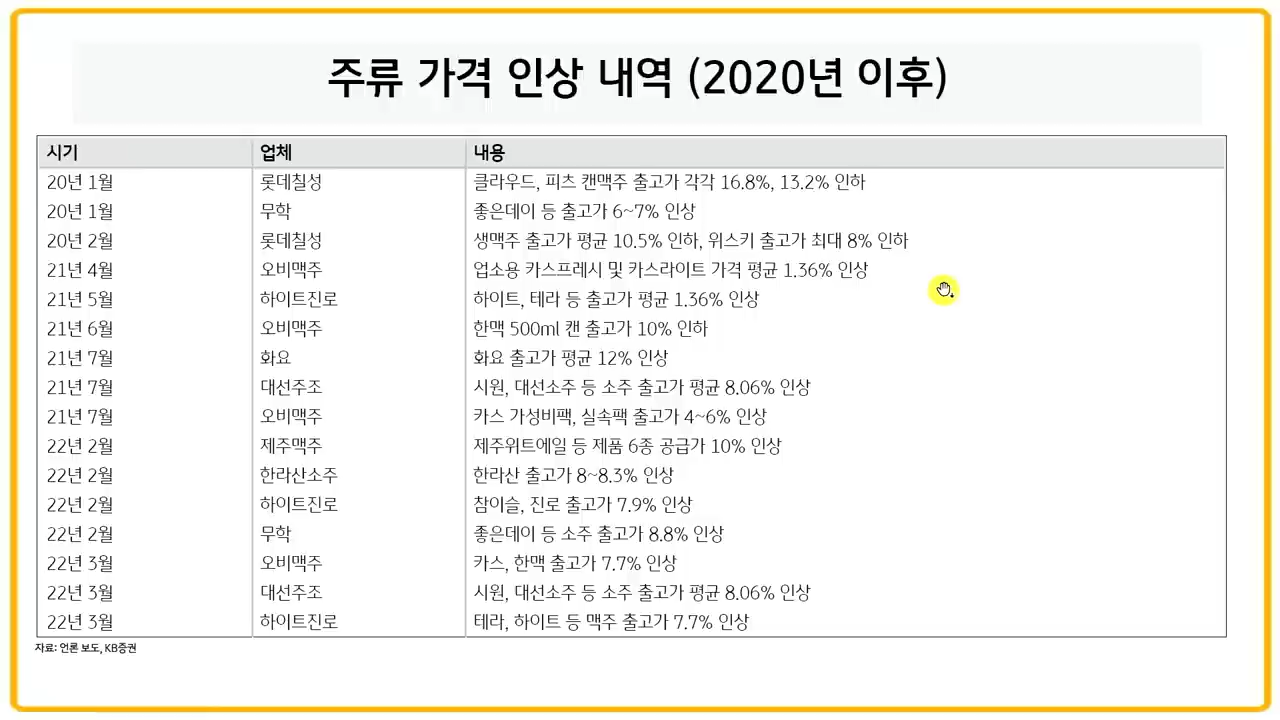 주류 가격 인상 내역 (2020년 이후)
시기 업체 내용
20년 1월 롯데칠성 클라우드, 피츠 캔맥주 출고가 각각 16.8%, 13.2% 인하
20년 1월 무학 좋은데이 등 출고가 6~7% 인상
20년 2월 롯데칠성 생맥주 출고가 평균 10.5% 인하, 위스키 출고가 최대 8% 인하
21년 4월 오비맥주 업소용 카스프레시 및 카스라이트 가격 평균 1.36% 인상
21년 5월 하이트진로 하이트, 테라 등 출고가 평균 1.36% 인상
21년 6월 오비맥주 한맥 500ml 캔 출고가 10% 인하
21년 7월 화요 화요 출고가 평균 12% 인상
21년 7월 대선주조 시원, 대선소주 등 소주 출고가 평균 8.06% 인상
21년 7월 오비맥주 카스 가성비팩, 실속팩 출고가 4~6% 인상
22년 2월 제주맥주 제주위트에일 등 제품 6종 공급가 10% 인상
22년 2월 한라산소주 한라산 출고가 8~8.3% 인상
22년 2월 하이트진로 참이슬, 진로 출고가 7.9% 인상
22년 2월 무학 좋은데이 등 소주 출고가 8.8% 인상
22년 3월 오비맥주 카스, 한맥 출고가 7.7% 인상
22년 3월 대선주조 시원, 대선소주 등 소주 출고가 평균 8.06% 인상
22년 3월 하이트진로 테라, 하이트 등 맥주 출고가 7.7% 인상
자료: 언론 보도, KB증권